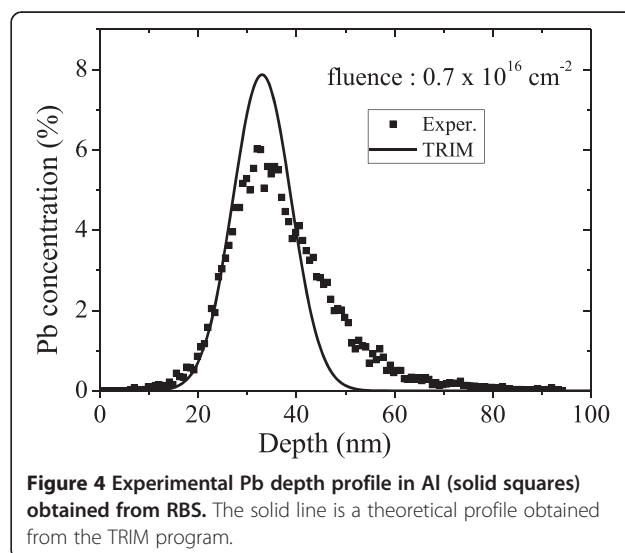 8
6
4
2
0
Pb concentration (%)
fluence : 0.7 x 10¹⁶ cm⁻²
Exper.
TRIM
0 20 40 60 80 100
Depth (nm)
Figure 4 Experimental Pb depth profile in Al (solid squares)
obtained from RBS. The solid line is a theoretical profile obtained
from the TRIM program.